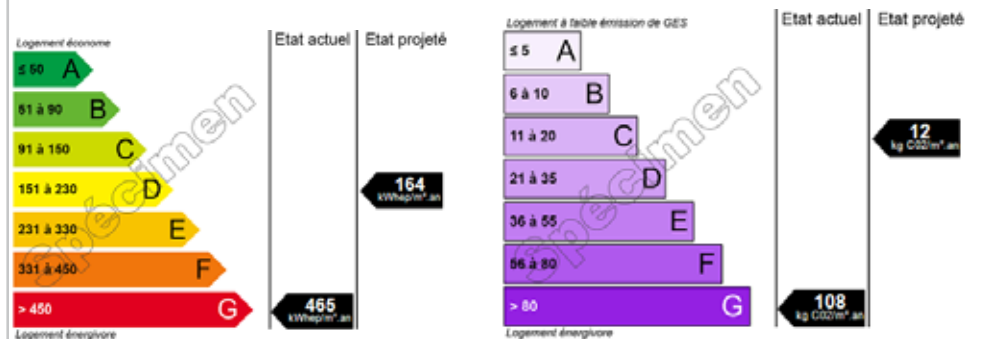 Logement économe
Etat actuel
Etat projeté
≤ 50 A
51 à 90 B
91 à 150 C
151 à 230 D
231 à 330 E
331 à 450 F
> 450 G
Logement énergivore
164
kWhep/m².an
465
kWhep/m².an
Spécimen
Logement à faible émission de GES
Etat actuel
Etat projeté
≤ 5 A
6 à 10 B
11 à 20 C
21 à 35 D
36 à 55 E
56 à 80 F
> 80 G
Logement énergivore
12
kg C02/m².an
108
kg C02/m².an
Spécimen